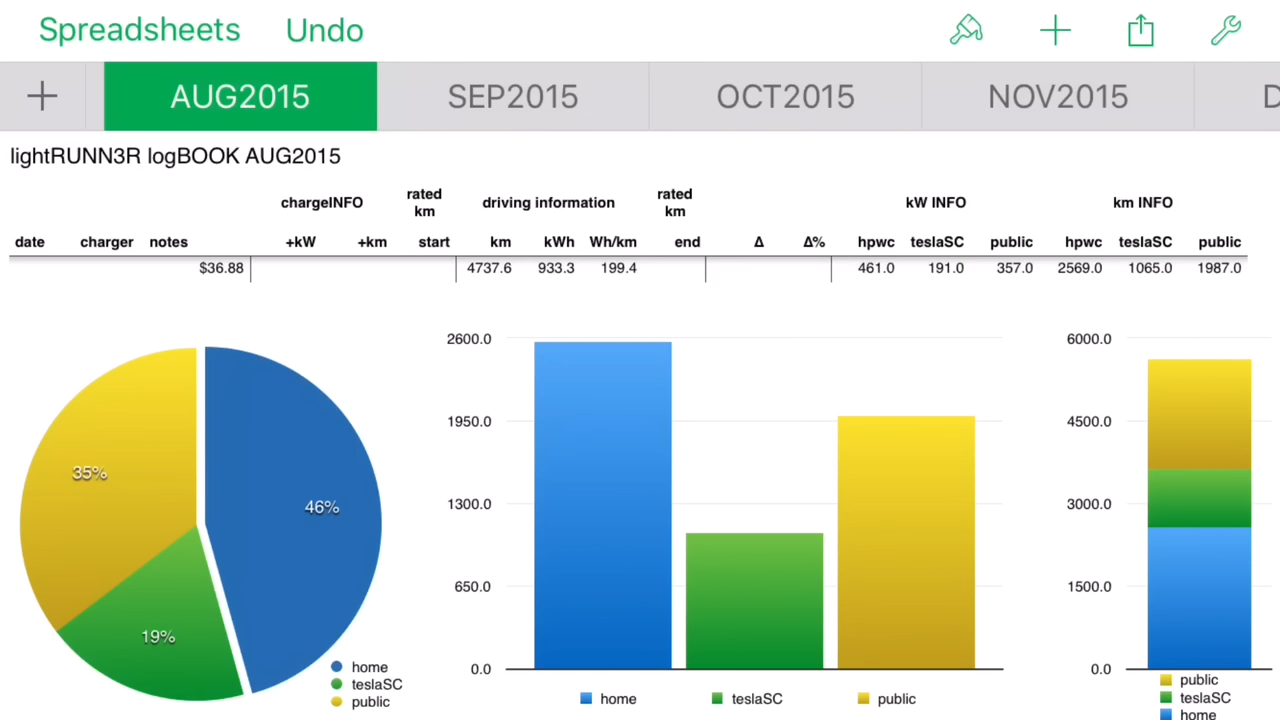 Spreadsheets Undo
+ AUG2015 SEP2015 OCT2015 NOV2015 D
lightRUNN3R logBOOK AUG2015
chargeINFO rated km driving information rated km kW INFO km INFO
date charger notes +kW +km start km kWh Wh/km end Δ Δ% hpwc teslaSC public hpwc teslaSC public
$36.88 4737.6 933.3 199.4 461.0 191.0 357.0 2569.0 1065.0 1987.0
35%
46%
19%
home
teslaSC
public
2600.0
1950.0
1300.0
650.0
0.0
home teslaSC public
6000.0
4500.0
3000.0
1500.0
0.0
public
teslaSC
home